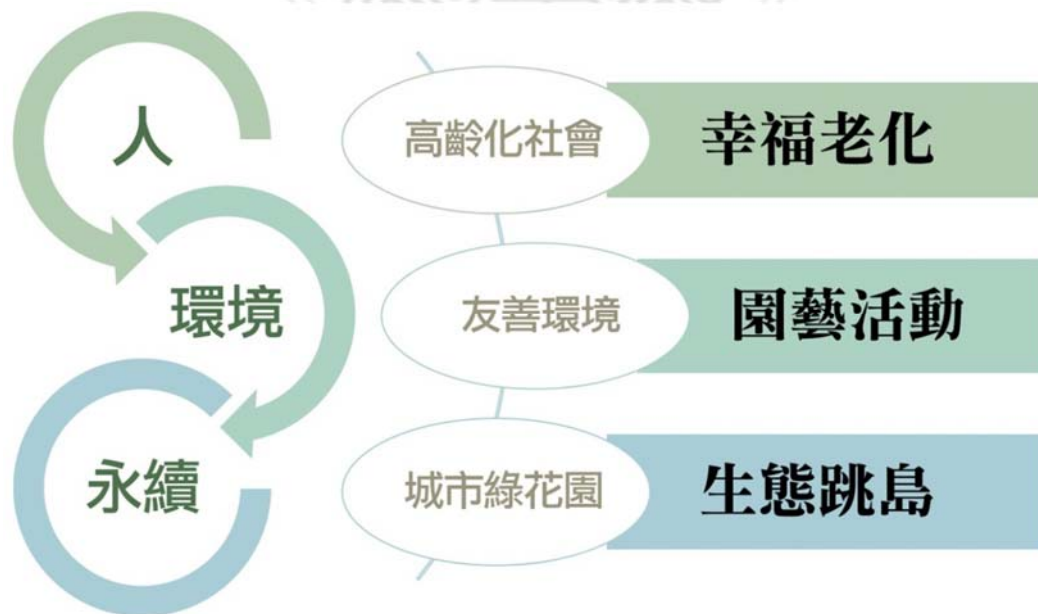 人
高齡化社會
幸福老化
環境
友善環境
園藝活動
永續
城市綠花園
生態跳島